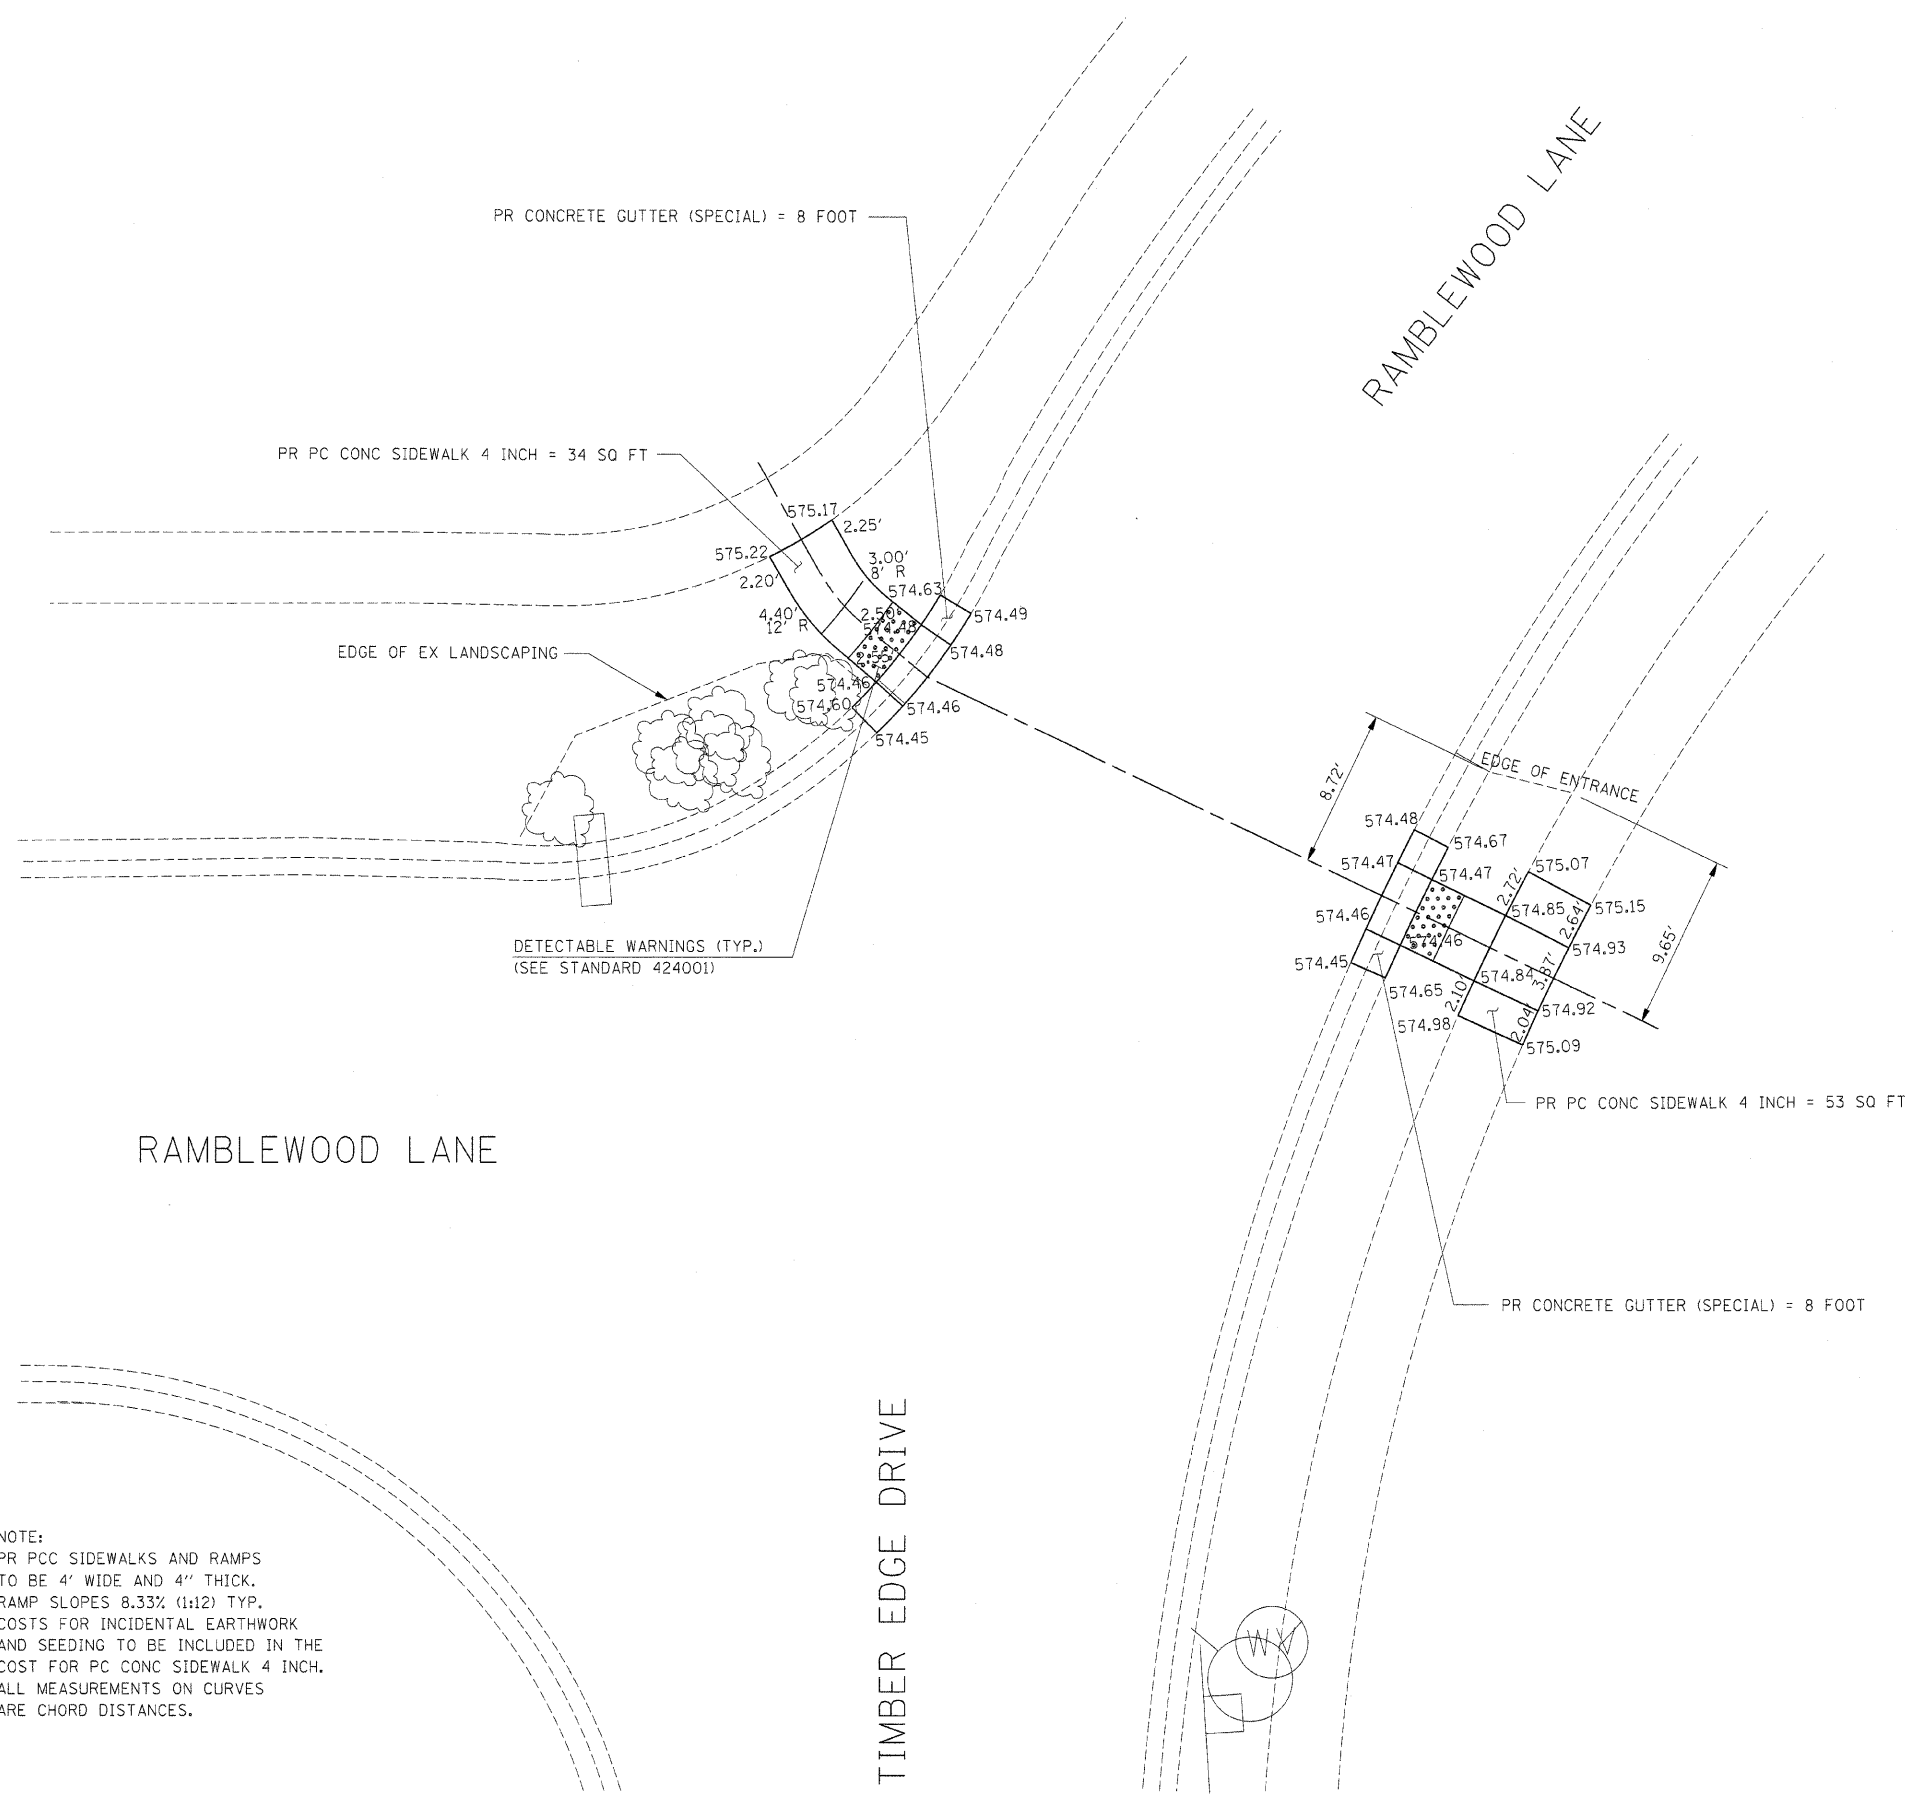 RAMBLEWOOD LANE
PR CONCRETE GUTTER (SPECIAL) = 8 FOOT
PR PC CONC SIDEWALK 4 INCH = 34 SQ FT
575.17
2.25'
575.22
2.20'
3.00'
8' R
574.63
4.40'
12' R
2.50'
574.48
574.49
574.48
EDGE OF EX LANDSCAPING
574.46
574.60
574.46
574.45
8.72'
EDGE OF ENTRANCE
574.48
574.67
574.47
574.47
2.72'
575.07
574.46
574.85
575.15
2.64'
574.46
574.93
9.65'
574.45
574.65
574.84
3.87'
2.10'
574.92
574.98
2.04'
575.09
DETECTABLE WARNINGS (TYP.)
(SEE STANDARD 424001)
PR PC CONC SIDEWALK 4 INCH = 53 SQ FT
RAMBLEWOOD LANE
PR CONCRETE GUTTER (SPECIAL) = 8 FOOT
TIMBER EDGE DRIVE
NOTE:
PR PCC SIDEWALKS AND RAMPS
TO BE 4' WIDE AND 4'' THICK.
RAMP SLOPES 8.33% (1:12) TYP.
COSTS FOR INCIDENTAL EARTHWORK
AND SEEDING TO BE INCLUDED IN THE
COST FOR PC CONC SIDEWALK 4 INCH.
ALL MEASUREMENTS ON CURVES
ARE CHORD DISTANCES.
WV